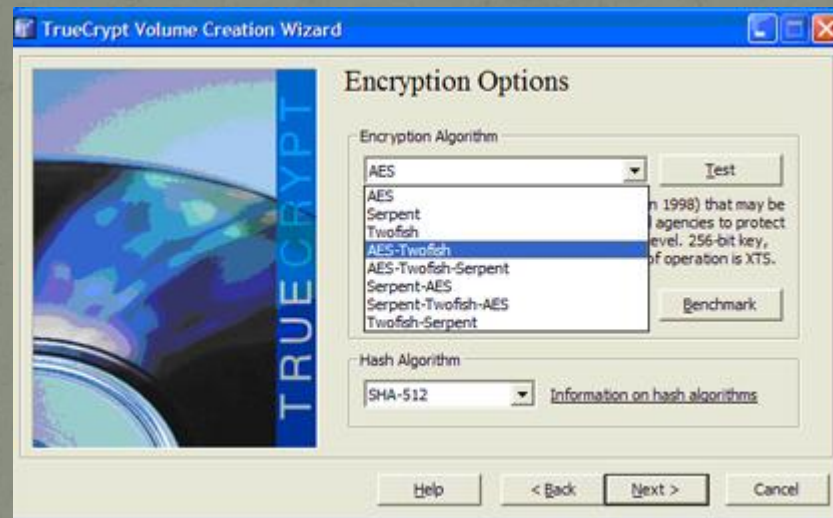 TrueCrypt Volume Creation Wizard
TRUECRYPT
Encryption Options
Encryption Algorithm
AES
Test
AES
Serpent
Twofish
AES-Twofish
AES-Twofish-Serpent
Serpent-AES
Serpent-Twofish-AES
Twofish-Serpent
n 1998) that may be
agencies to protect
evel. 256-bit key,
of operation is XTS.
Benchmark
Hash Algorithm
SHA-512
Information on hash algorithms
Help
< Back
Next >
Cancel